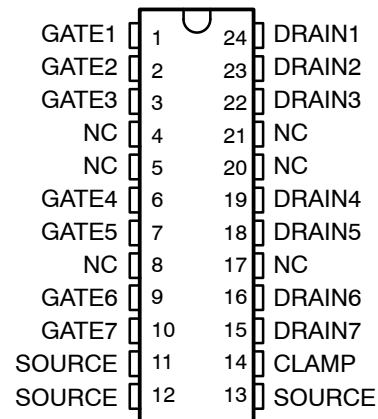 GATE1 1 24 DRAIN1
GATE2 2 23 DRAIN2
GATE3 3 22 DRAIN3
NC 4 21 NC
NC 5 20 NC
GATE4 6 19 DRAIN4
GATE5 7 18 DRAIN5
NC 8 17 NC
GATE6 9 16 DRAIN6
GATE7 10 15 DRAIN7
SOURCE 11 14 CLAMP
SOURCE 12 13 SOURCE